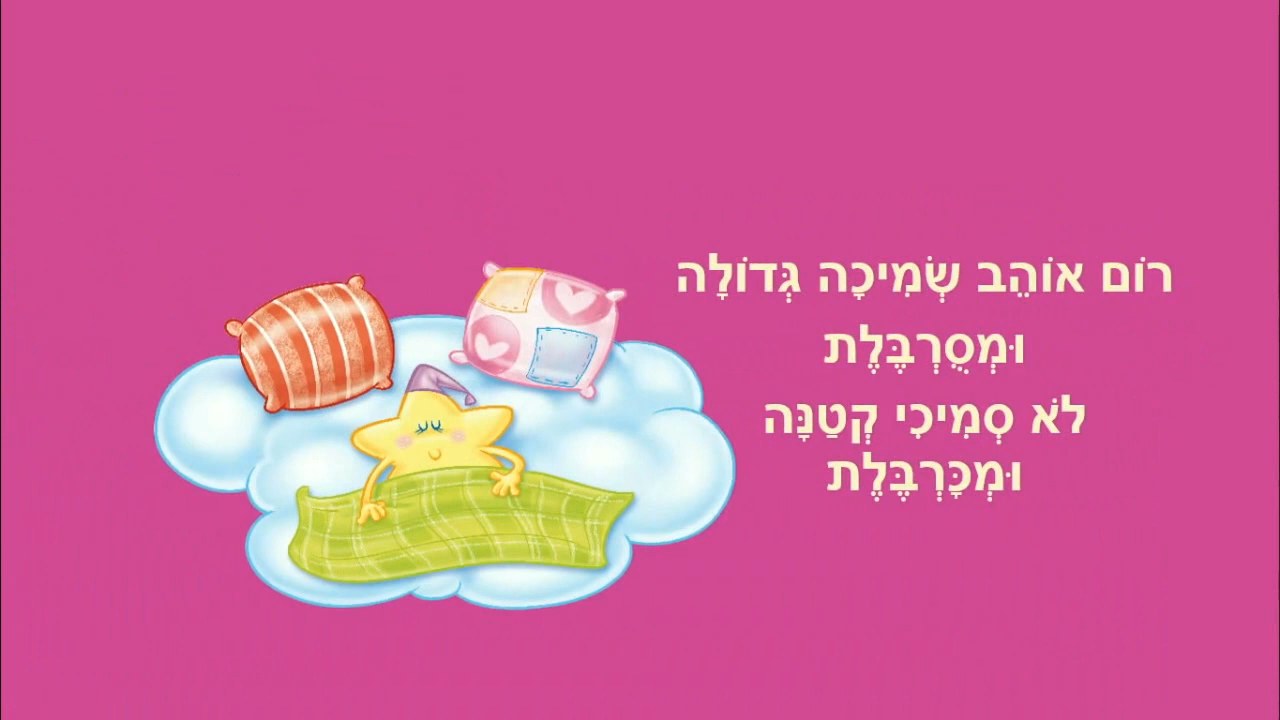 רוֹם אוֹהֵב שְׂמִיכָה גְּדוֹלָה
וּמְסֻרְבֶּלֶת
לֹא סְמִיכִי קְטַנָּה
וּמְכָּרְבֶּלֶת